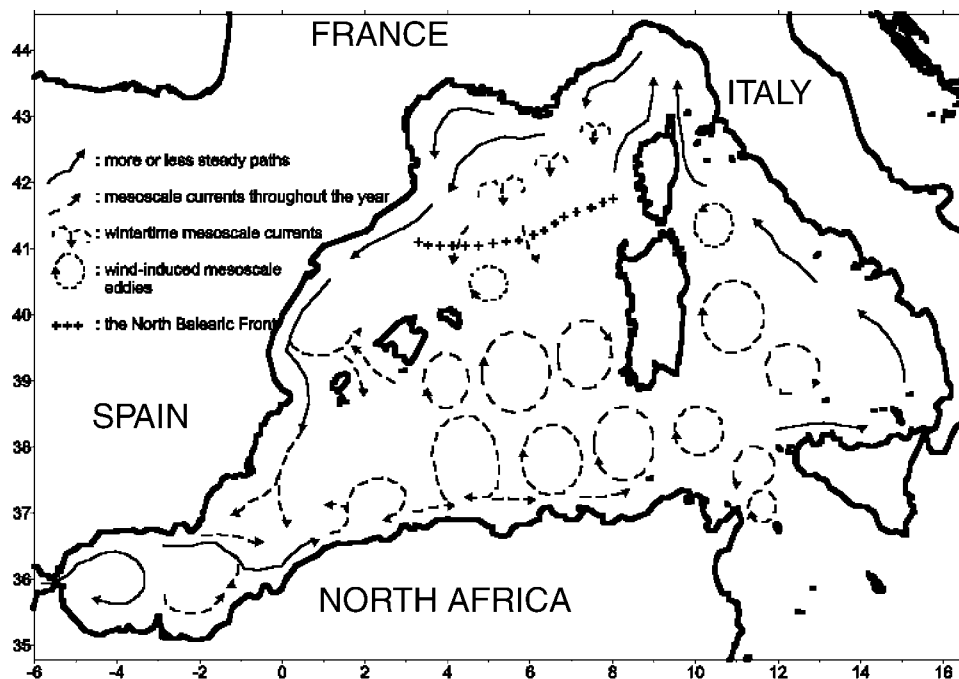 FRANCE
ITALY
: more or less steady paths
: mesoscale currents throughout the year
: wintertime mesoscale currents
: wind-induced mesoscale
eddies
: the North Balearic Front
SPAIN
NORTH AFRICA
44
43
42
41
40
39
38
37
36
35
-6 -4 -2 0 2 4 6 8 10 12 14 16